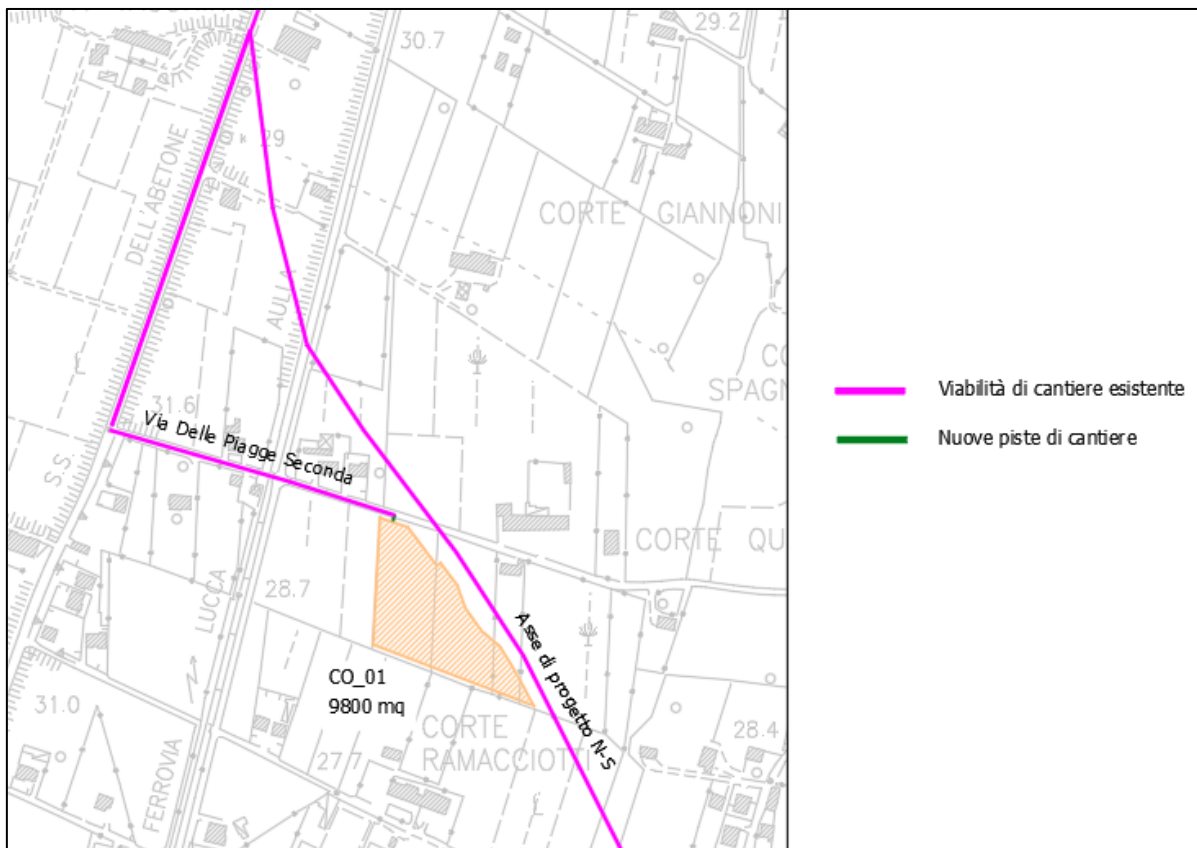 29.2
30.7
29
DELL'ABETONE
CORTE GIANNONI
AULLA
SPAGN
31.6
Via Delle Piagge Seconda
S.S.
CORTE QU
28.7
LUCCA
Asse di progetto N-S
CO_01
9800 mq
31.0
CORTE
RAMACCIOTTI
28.4
27.7
FERROVIA
Viabilità di cantiere esistente
Nuove piste di cantiere